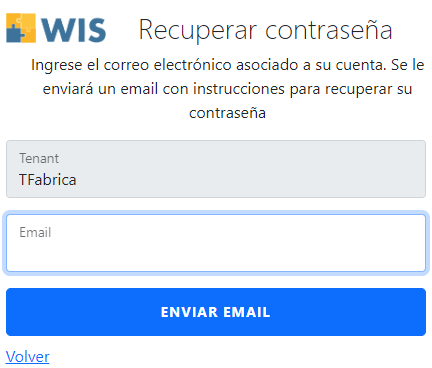 WIS Recuperar contraseña
Ingrese el correo electrónico asociado a su cuenta. Se le
enviará un email con instrucciones para recuperar su
contraseña
Tenant
TFabrica
Email
ENVIAR EMAIL
Volver